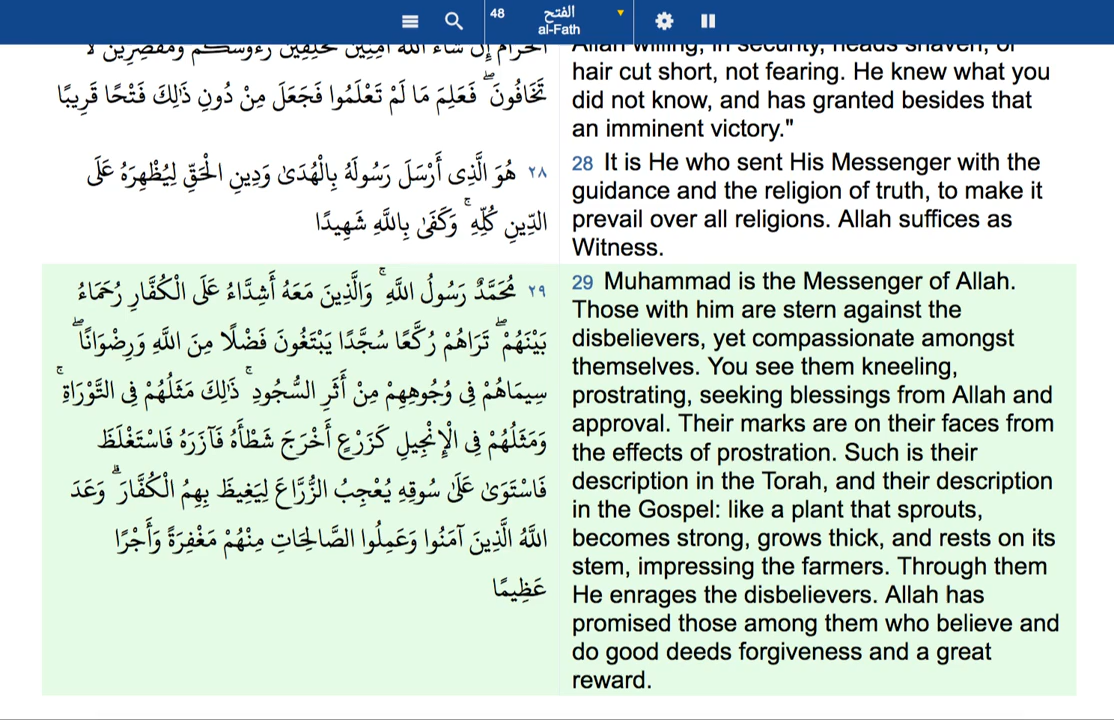 48
الفتح
al-Fath
تَخَافُونَ ۖ فَعَلِمَ مَا لَمْ تَعْلَمُوا فَجَعَلَ مِنْ دُونِ ذَٰلِكَ فَتْحًا قَرِيبًا
Allah willing, in security, heads shaven, or
hair cut short, not fearing. He knew what you
did not know, and has granted besides that
an imminent victory."
٢٨ هُوَ الَّذِي أَرْسَلَ رَسُولَهُ بِالْهُدَىٰ وَدِينِ الْحَقِّ لِيُظْهِرَهُ عَلَى
الدِّينِ كُلِّهِ ۚ وَكَفَىٰ بِاللَّهِ شَهِيدًا
28 It is He who sent His Messenger with the
guidance and the religion of truth, to make it
prevail over all religions. Allah suffices as
Witness.
٢٩ مُحَمَّدٌ رَسُولُ اللَّهِ ۚ وَالَّذِينَ مَعَهُ أَشِدَّاءُ عَلَى الْكُفَّارِ رُحَمَاءُ
بَيْنَهُمْ ۖ تَرَاهُمْ رُكَّعًا سُجَّدًا يَبْتَغُونَ فَضْلًا مِنَ اللَّهِ وَرِضْوَانًا ۖ
سِيمَاهُمْ فِي وُجُوهِهِمْ مِنْ أَثَرِ السُّجُودِ ۚ ذَٰلِكَ مَثَلُهُمْ فِي التَّوْرَاةِ ۚ
وَمَثَلُهُمْ فِي الْإِنْجِيلِ كَزَرْعٍ أَخْرَجَ شَطْأَهُ فَآزَرَهُ فَاسْتَغْلَظَ
فَاسْتَوَىٰ عَلَىٰ سُوقِهِ يُعْجِبُ الزُّرَّاعَ لِيَغِيظَ بِهِمُ الْكُفَّارَ ۗ وَعَدَ
اللَّهُ الَّذِينَ آمَنُوا وَعَمِلُوا الصَّالِحَاتِ مِنْهُمْ مَغْفِرَةً وَأَجْرًا
عَظِيمًا
29 Muhammad is the Messenger of Allah.
Those with him are stern against the
disbelievers, yet compassionate amongst
themselves. You see them kneeling,
prostrating, seeking blessings from Allah and
approval. Their marks are on their faces from
the effects of prostration. Such is their
description in the Torah, and their description
in the Gospel: like a plant that sprouts,
becomes strong, grows thick, and rests on its
stem, impressing the farmers. Through them
He enrages the disbelievers. Allah has
promised those among them who believe and
do good deeds forgiveness and a great
reward.